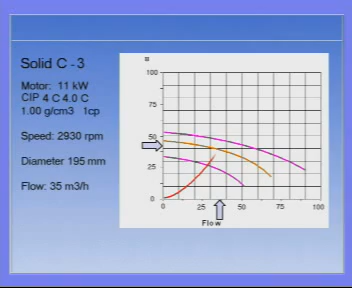 Solid C - 3
Motor: 11 kW
CIP 4 C 4.0 C
1.00 g/cm3 1cp
Speed: 2930 rpm
Diameter 195 mm
Flow: 35 m3/h
100
75
50
25
0
0 25 50 75 100
Flow